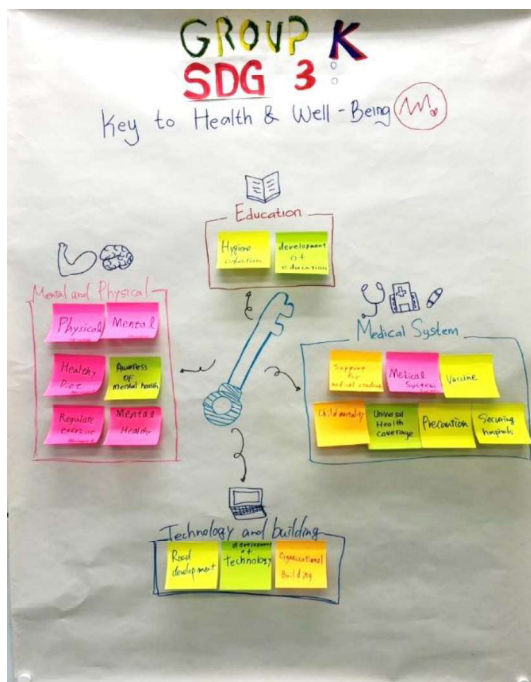 GROUP K
SDG 3
Key to Health & Well-Being
Education
Hygiene
education
development
of
education
Mental and Physical
Physical
Mental
Healthy
Diet
Awareness
of
mental health
Regulate
exercise
Mental
Health
Medical System
Support
for
medical
Medical
System
Vaccine
Child mortality
Universal
Health
coverage
Precaution
Securing
hospitals
Technology and building
Road
development
development
of
Technology
Organizational
Building